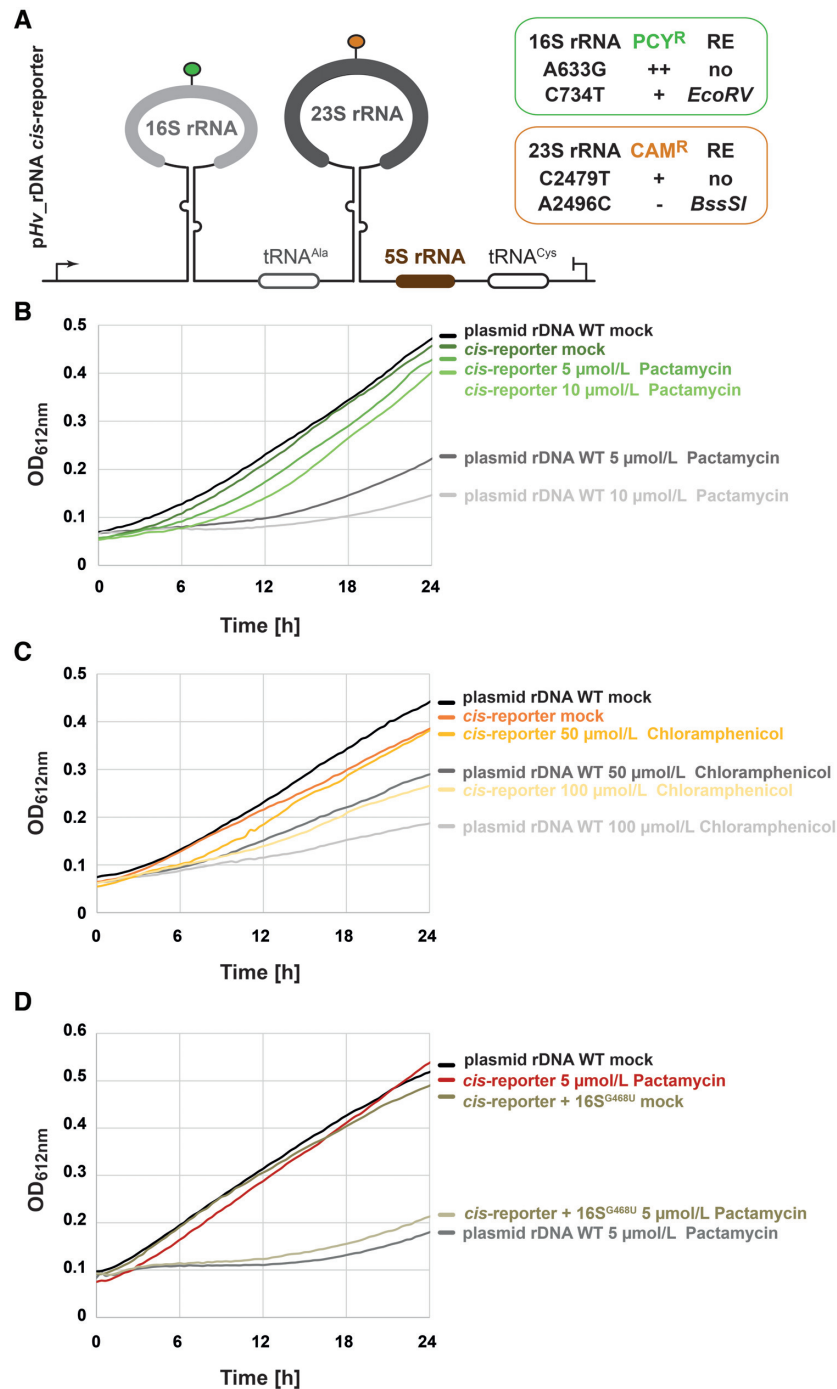 A
pHv_rDNA cis-reporter
16S rRNA
23S rRNA
tRNAAla
5S rRNA
tRNACys
16S rRNA PCYR RE
A633G ++ no
C734T + EcoRV
23S rRNA CAMR RE
C2479T + no
A2496C - BssSI
B
OD612nm
0.5
0.4
0.3
0.2
0.1
0
0 6 12 18 24
Time [h]
plasmid rDNA WT mock
cis-reporter mock
cis-reporter 5 µmol/L Pactamycin
cis-reporter 10 µmol/L Pactamycin
plasmid rDNA WT 5 µmol/L Pactamycin
plasmid rDNA WT 10 µmol/L Pactamycin
C
OD612nm
0.5
0.4
0.3
0.2
0.1
0
0 6 12 18 24
Time [h]
plasmid rDNA WT mock
cis-reporter mock
cis-reporter 50 µmol/L Chloramphenicol
plasmid rDNA WT 50 µmol/L Chloramphenicol
cis-reporter 100 µmol/L Chloramphenicol
plasmid rDNA WT 100 µmol/L Chloramphenicol
D
OD612nm
0.6
0.5
0.4
0.3
0.2
0.1
0
0 6 12 18 24
Time [h]
plasmid rDNA WT mock
cis-reporter 5 µmol/L Pactamycin
cis-reporter + 16SG468U mock
cis-reporter + 16SG468U 5 µmol/L Pactamycin
plasmid rDNA WT 5 µmol/L Pactamycin